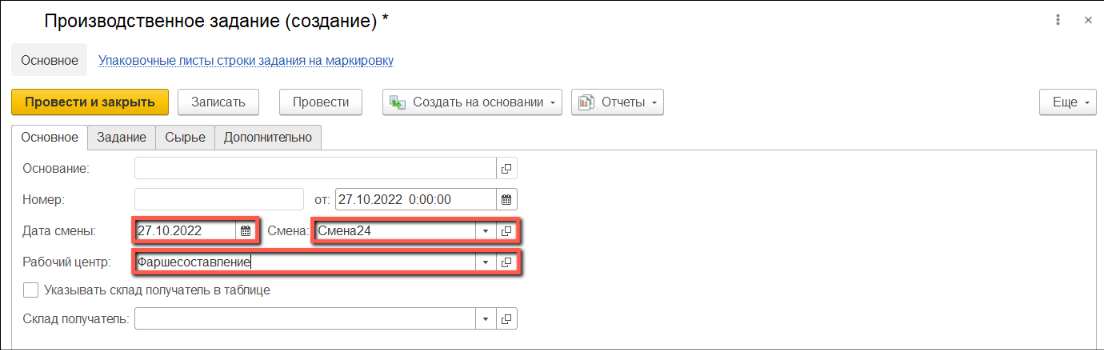 Производственное задание (создание) *
Основное Упаковочные листы строки задания на маркировку
Провести и закрыть Записать Провести Создать на основании Отчеты Еще
Основное Задание Сырье Дополнительно
Основание:
Номер: от: 27.10.2022 0:00:00
Дата смены: 27.10.2022 Смена: Смена24
Рабочий центр: Фаршесоставление
Указывать склад получатель в таблице
Склад получатель: